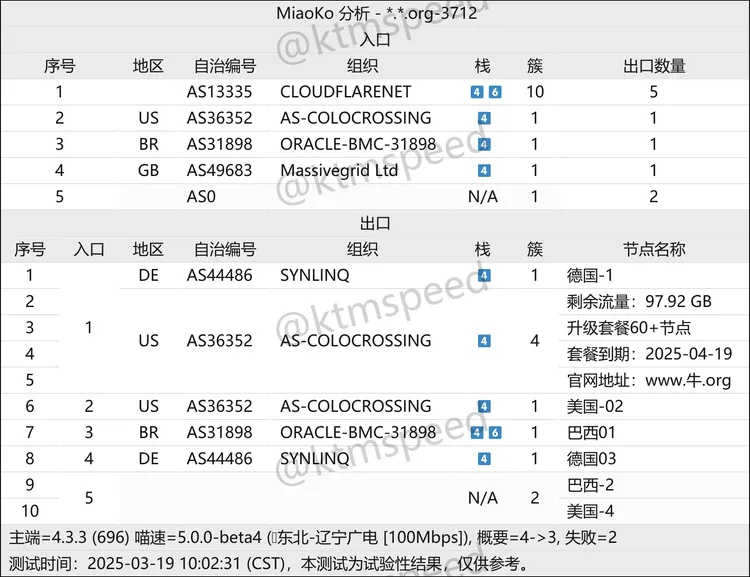 MiaoKo 分析 - *.*.org-3712
入口
序号 地区 自治编号 组织 栈 簇 出口数量
1 AS13335 CLOUDFLARENET 4 6 10 5
2 US AS36352 AS-COLOCROSSING 4 1 1
3 BR AS31898 ORACLE-BMC-31898 4 1 1
4 GB AS49683 Massivegrid Ltd 4 1 1
5 AS0 N/A 1 2
出口
序号 入口 地区 自治编号 组织 栈 簇 节点名称
1 DE AS44486 SYNLINQ 4 1 德国-1
2 剩余流量：97.92 GB
3 1 US AS36352 AS-COLOCROSSING 4 4 升级套餐60+节点
4 套餐到期：2025-04-19
5 官网地址：www.牛.org
6 2 US AS36352 AS-COLOCROSSING 4 1 美国-02
7 3 BR AS31898 ORACLE-BMC-31898 4 6 1 巴西01
8 4 DE AS44486 SYNLINQ 4 1 德国03
9 5 N/A 2 巴西-2
10 美国-4
主端=4.3.3 (696) 喵速=5.0.0-beta4 (东北-辽宁广电 [100Mbps]), 概要=4->3, 失败=2
测试时间：2025-03-19 10:02:31 (CST)，本测试为试验性结果，仅供参考。
@ktmspeed
@ktmspeed
@ktmspeed
@ktmspeed